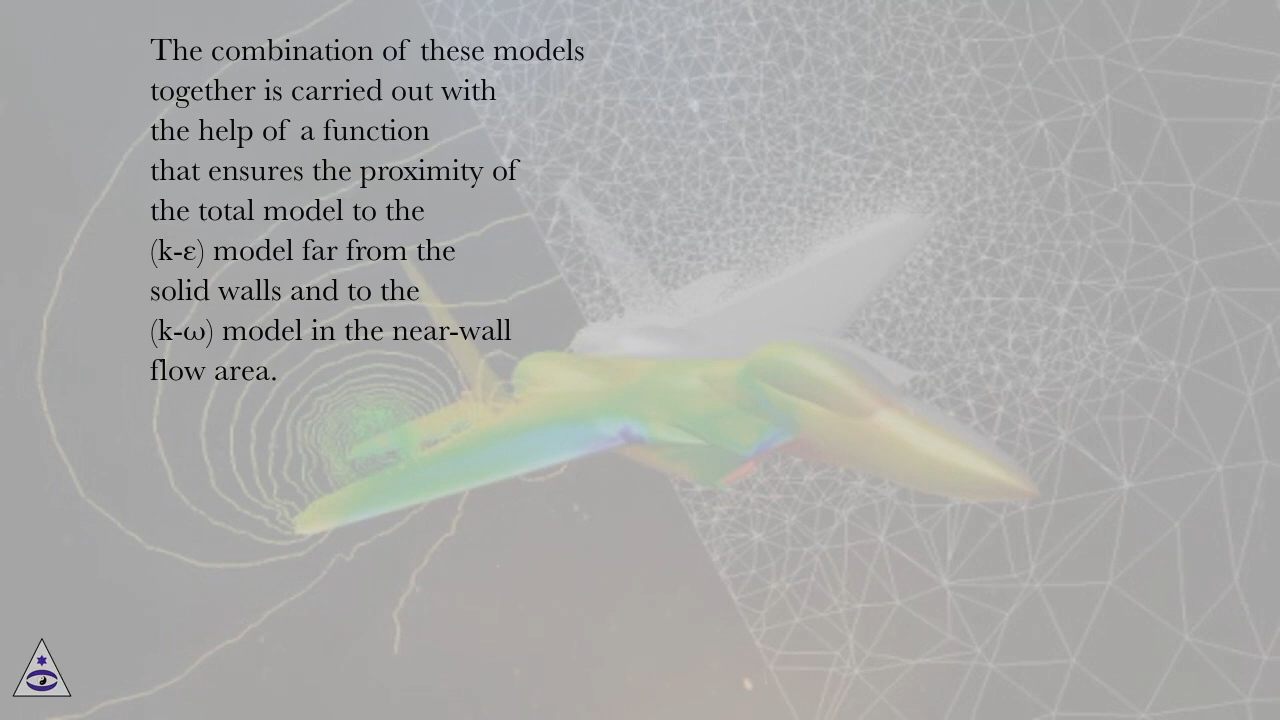 The combination of these models
together is carried out with
the help of a function
that ensures the proximity of
the total model to the
(k-ε) model far from the
solid walls and to the
(k-ω) model in the near-wall
flow area.